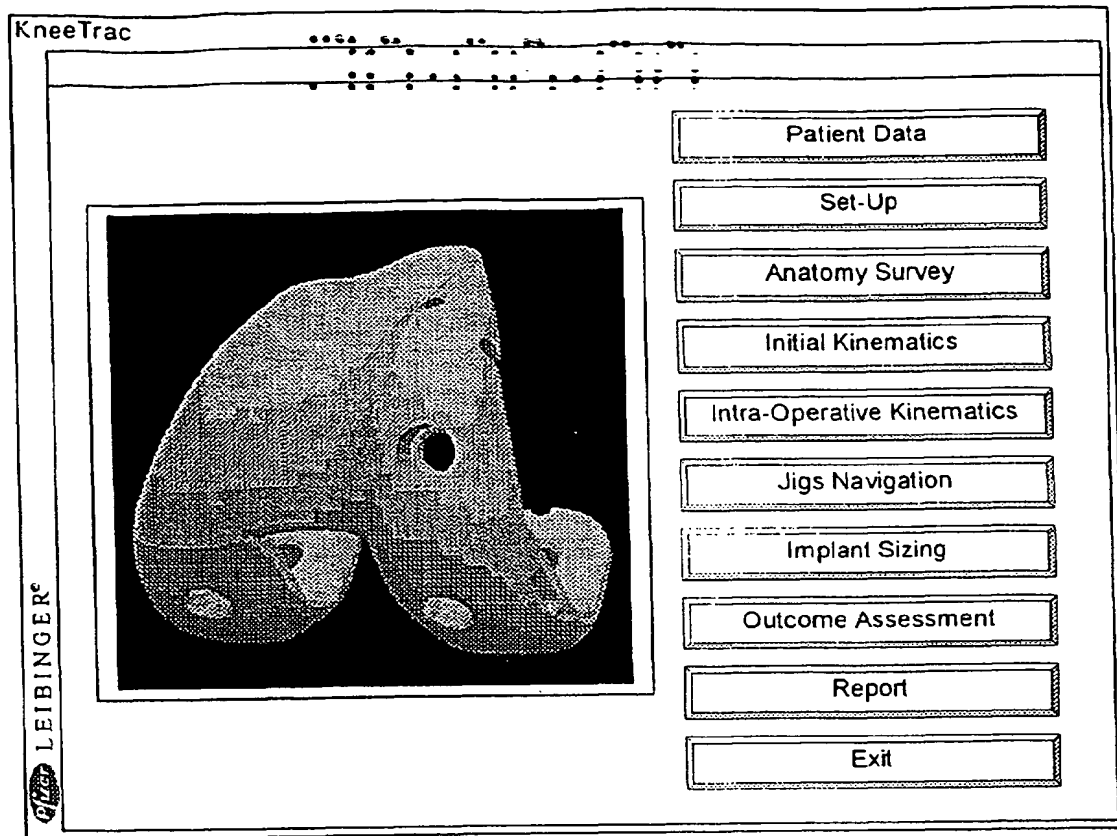 KneeTrac
Patient Data
Set-Up
Anatomy Survey
Initial Kinematics
Intra-Operative Kinematics
Jigs Navigation
Implant Sizing
Outcome Assessment
Report
Exit
pfizer LEIBINGER